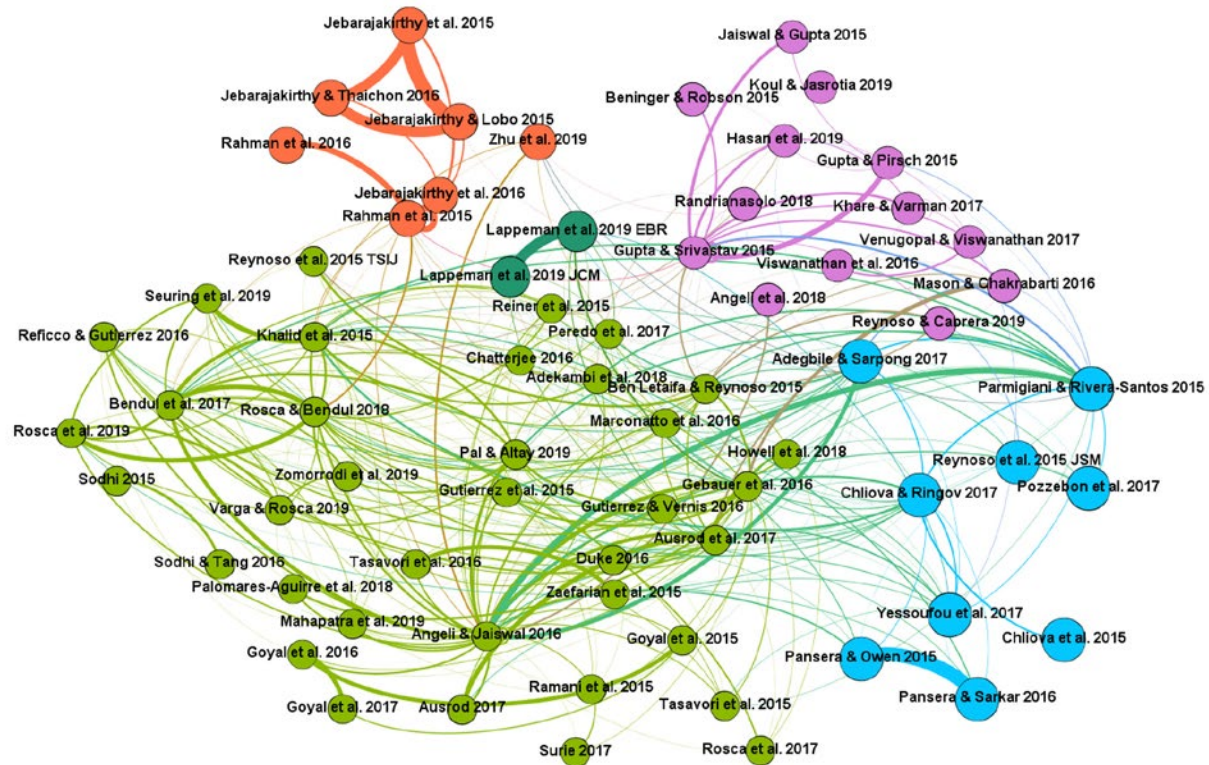 Jebarajakirthy et al. 2015
Jaiswal & Gupta 2015
Koul & Jasrotia 2019
Jebarajakirthy & Thaichon 2016
Beninger & Robson 2015
Jebarajakirthy & Lobo 2015
Rahman et al. 2016
Zhu et al. 2019
Hasan et al. 2019
Gupta & Pirsch 2015
Jebarajakirthy et al. 2016
Randrianasolo 2018
Khare & Varman 2017
Rahman et al. 2015
Lappeman et al. 2019 EBR
Venugopal & Viswanathan 2017
Gupta & Srivastav 2015
Reynoso et al. 2015 TSIJ
Viswanathan et al. 2016
Lappeman et al. 2019 JCM
Mason & Chakrabarti 2016
Seuring et al. 2019
Angeli et al. 2018
Reiner et al. 2015
Reynoso & Cabrera 2019
Reficco & Gutierrez 2016
Khalid et al. 2015
Peredo et al. 2017
Chatterjee 2016
Adegbile & Sarpong 2017
Adekambi et al. 2018
Ben Letaifa & Reynoso 2015
Parmigiani & Rivera-Santos 2015
Bendul et al. 2017
Rosca & Bendul 2018
Marconatto et al. 2016
Rosca et al. 2019
Pal & Altay 2019
Howell et al. 2018
Reynoso et al. 2015 JSM
Sodhi 2015
Zomorrodi et al. 2019
Gebauer et al. 2016
Chliova & Ringov 2017
Pozzebon et al. 2017
Gutierrez et al. 2015
Varga & Rosca 2019
Gutierrez & Vernis 2016
Ausrod et al. 2017
Sodhi & Tang 2016
Tasavori et al. 2016
Duke 2016
Palomares-Aguirre et al. 2018
Zaefarian et al. 2015
Yessoufou et al. 2017
Mahapatra et al. 2019
Angeli & Jaiswal 2016
Goyal et al. 2015
Chliova et al. 2015
Goyal et al. 2016
Pansera & Owen 2015
Ramani et al. 2015
Pansera & Sarkar 2016
Goyal et al. 2017
Ausrod 2017
Tasavori et al. 2015
Surie 2017
Rosca et al. 2017